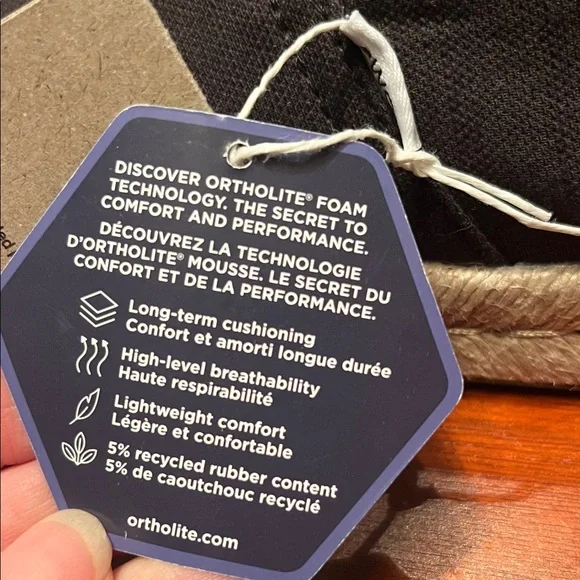 DISCOVER ORTHOLITE® FOAM
TECHNOLOGY. THE SECRET TO
COMFORT AND PERFORMANCE.
DÉCOUVREZ LA TECHNOLOGIE
D'ORTHOLITE® MOUSSE. LE SECRET DU
CONFORT ET DE LA PERFORMANCE.
Long-term cushioning
Confort et amorti longue durée
High-level breathability
Haute respirabilité
Lightweight comfort
Légère et confortable
5% recycled rubber content
5% de caoutchouc recyclé
ortholite.com